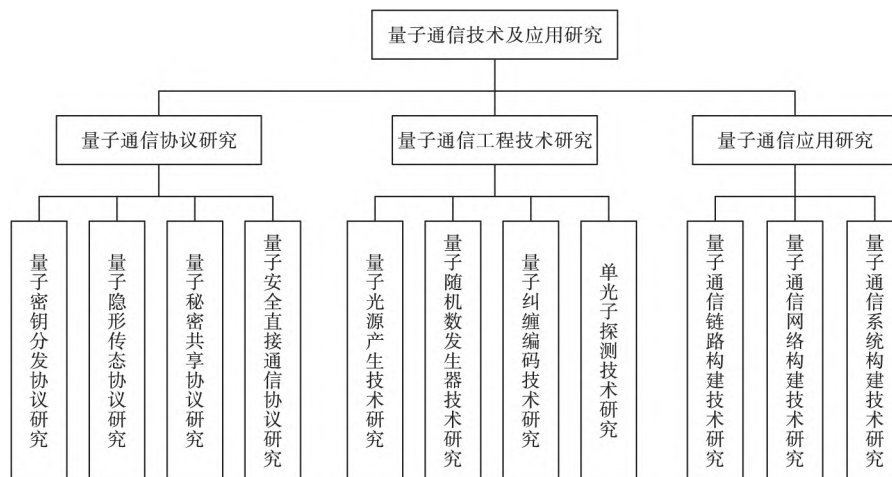 量子通信技术及应用研究
量子通信协议研究
量子通信工程技术研究
量子通信应用研究
量子密钥分发协议研究
量子隐形传态协议研究
量子秘密共享协议研究
量子安全直接通信协议研究
量子光源产生技术研究
量子随机数发生器技术研究
量子纠缠编码技术研究
单光子探测技术研究
量子通信链路构建技术研究
量子通信网络构建技术研究
量子通信系统构建技术研究